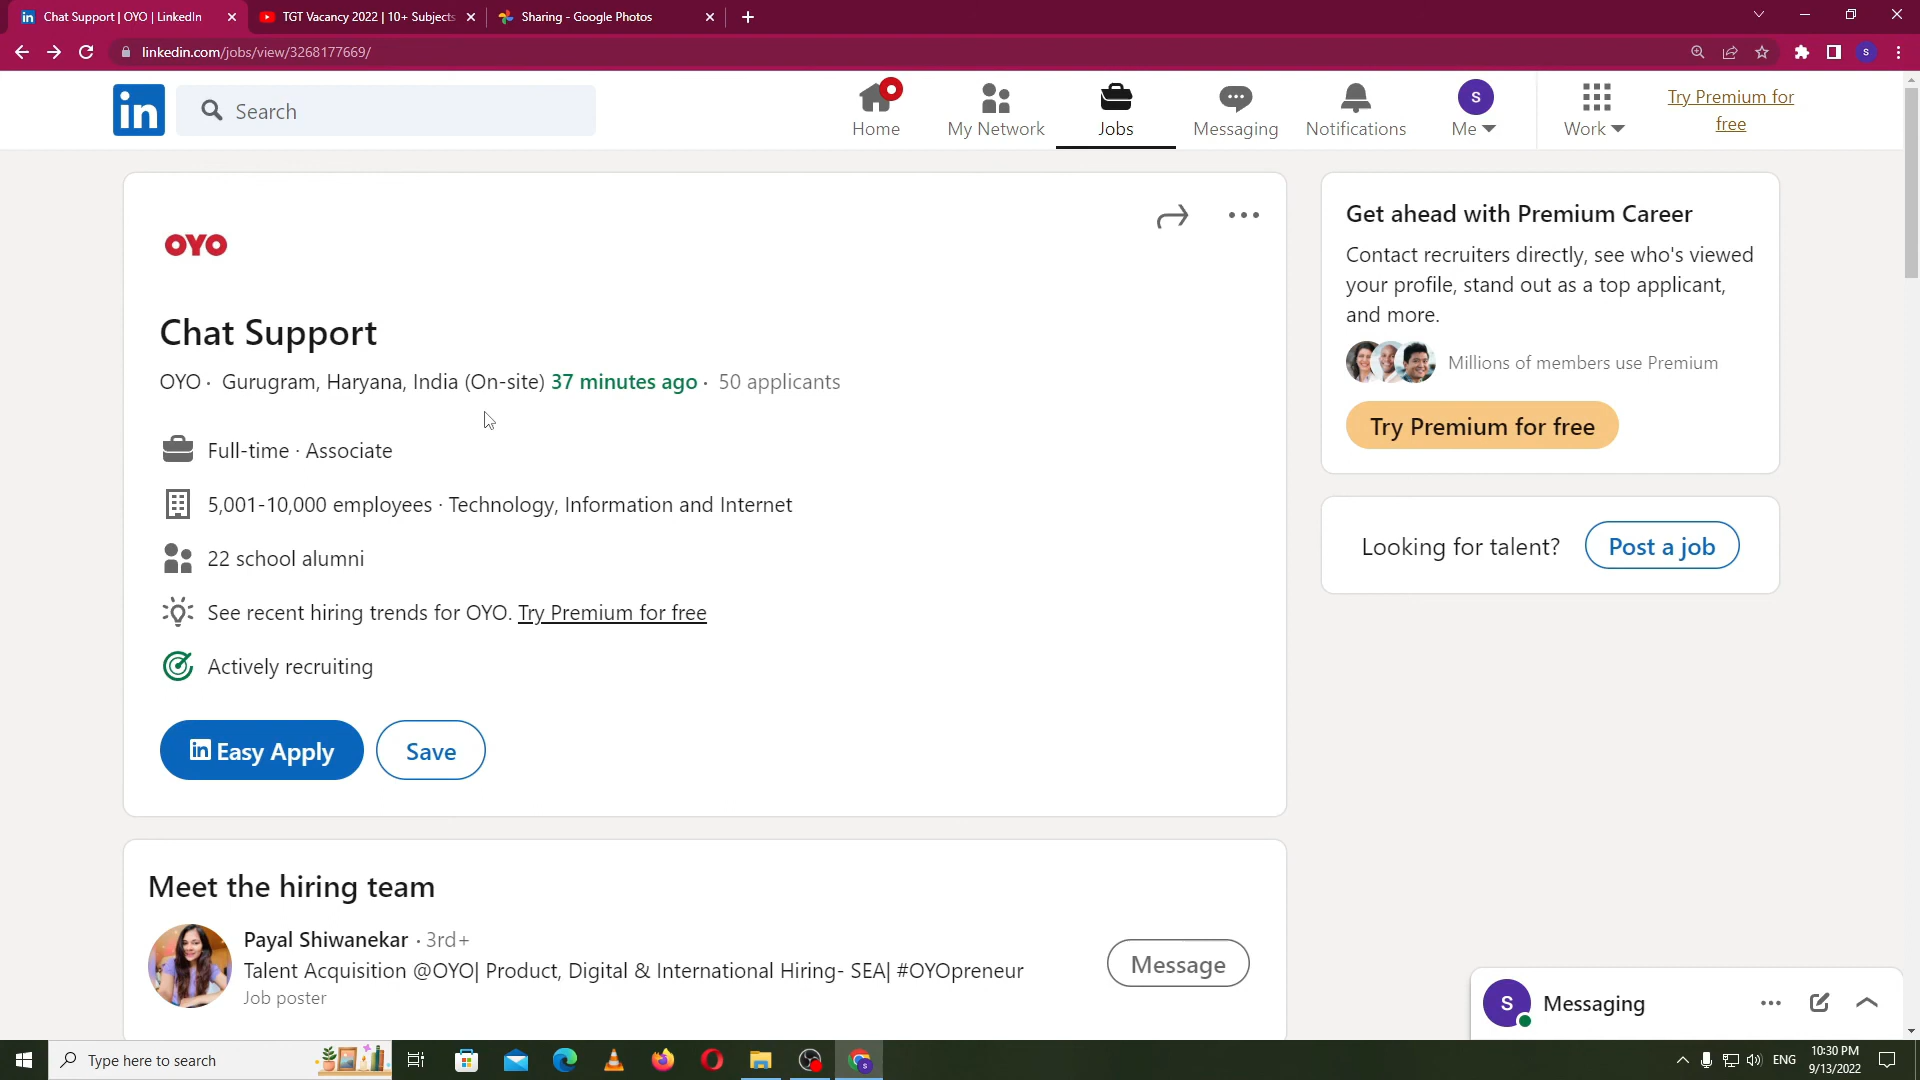 Chat Support | OYO | LinkedIn
TGT Vacancy 2022 | 10+ Subjects
Sharing - Google Photos
linkedin.com/jobs/view/3268177669/
S
in
Search
Home
My Network
Jobs
Messaging
Notifications
S
Me
Work
Try Premium for
free
OYO
Chat Support
OYO · Gurugram, Haryana, India (On-site) 37 minutes ago · 50 applicants
Full-time · Associate
5,001-10,000 employees · Technology, Information and Internet
22 school alumni
See recent hiring trends for OYO. Try Premium for free
Actively recruiting
in Easy Apply
Save
Get ahead with Premium Career
Contact recruiters directly, see who's viewed
your profile, stand out as a top applicant,
and more.
Millions of members use Premium
Try Premium for free
Looking for talent?
Post a job
Meet the hiring team
Payal Shiwanekar · 3rd+
Talent Acquisition @OYO| Product, Digital & International Hiring- SEA| #OYOpreneur
Job poster
Message
S
Messaging
Type here to search
ENG
10:30 PM
9/13/2022